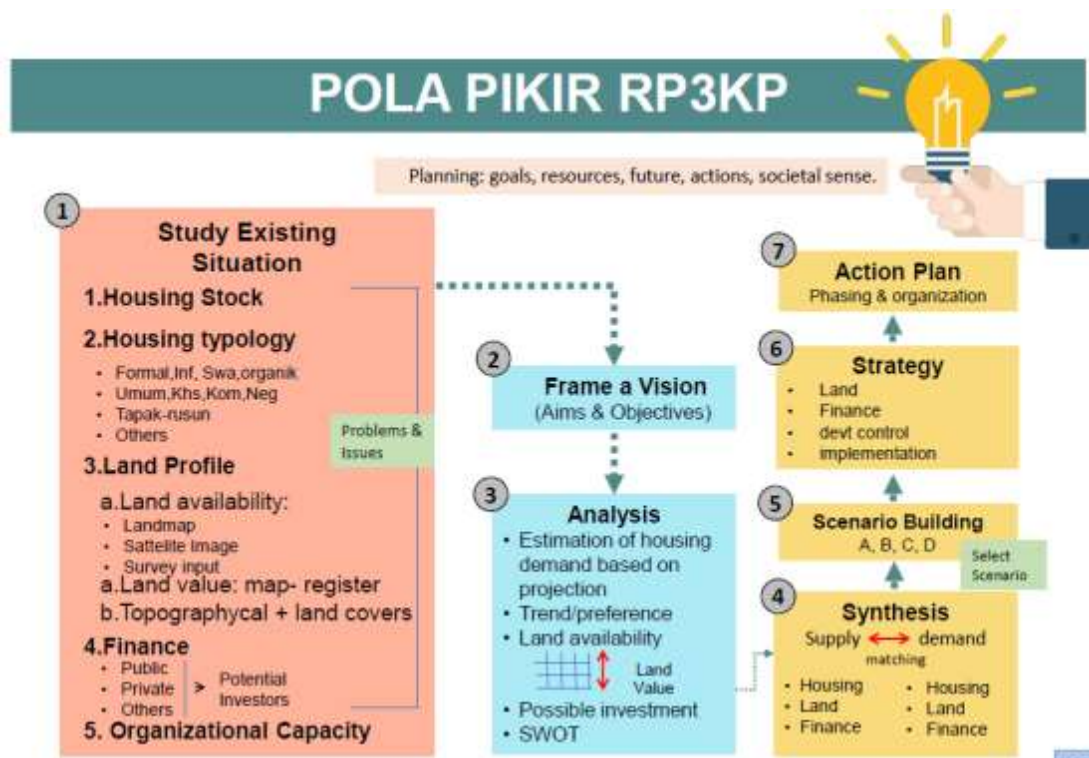 POLA PIKIR RP3KP
Planning: goals, resources, future, actions, societal sense.
1
Study Existing
Situation
1.Housing Stock
2.Housing typology
• Formal,Inf, Swa,organik
• Umum,Khs,Kom,Neg
• Tapak-rusun
• Others
3.Land Profile
a.Land availability:
• Landmap
• Sattelite Image
• Survey input
a.Land value: map- register
b.Topographycal + land covers
4.Finance
• Public
• Private
• Others
> Potential
Investors
5. Organizational Capacity
Problems &
Issues
2
Frame a Vision
(Aims & Objectives)
3
Analysis
• Estimation of housing
demand based on
projection
• Trend/preference
• Land availability
Land
Value
• Possible investment
• SWOT
4
Synthesis
Supply demand
matching
• Housing
• Land
• Finance
• Housing
• Land
• Finance
5
Scenario Building
A, B, C, D
Select
Scenario
6
Strategy
• Land
• Finance
• devt control
• implementation
7
Action Plan
Phasing & organization